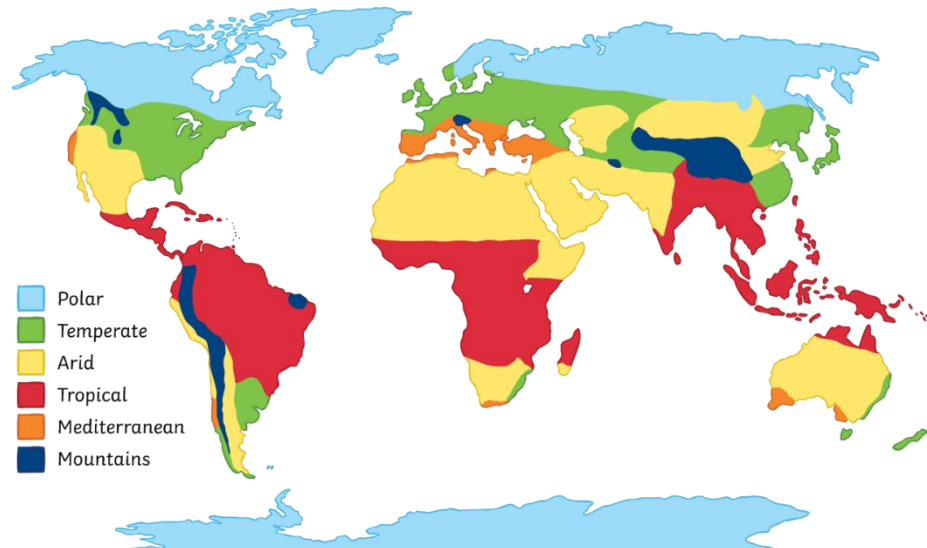 Polar
Temperate
Arid
Tropical
Mediterranean
Mountains